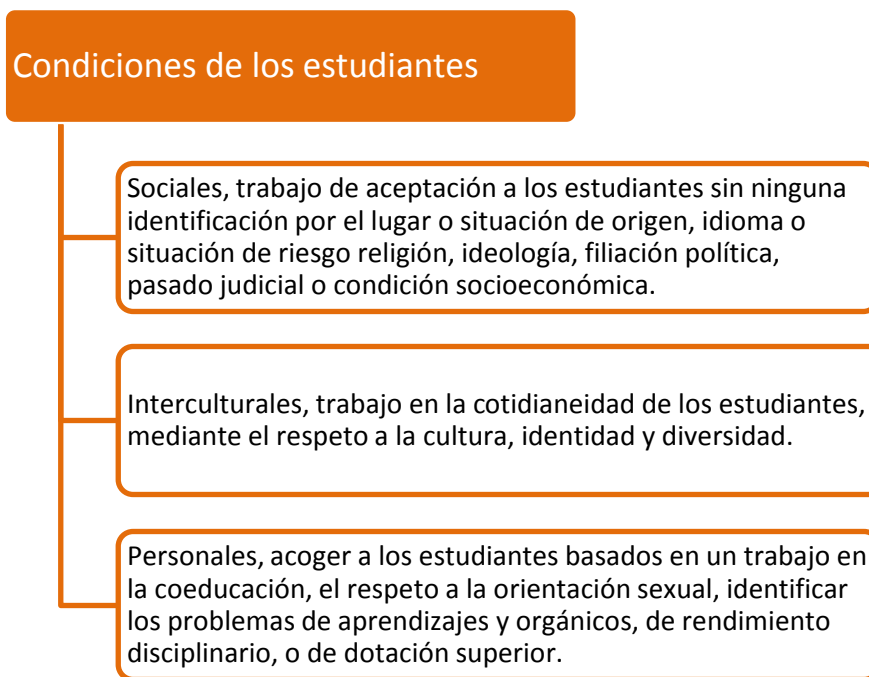 Condiciones de los estudiantes
Sociales, trabajo de aceptación a los estudiantes sin ninguna
identificación por el lugar o situación de origen, idioma o
situación de riesgo religión, ideología, filiación política,
pasado judicial o condición socioeconómica.
Interculturales, trabajo en la cotidianeidad de los estudiantes,
mediante el respeto a la cultura, identidad y diversidad.
Personales, acoger a los estudiantes basados en un trabajo en
la coeducación, el respeto a la orientación sexual, identificar
los problemas de aprendizajes y orgánicos, de rendimiento
disciplinario, o de dotación superior.